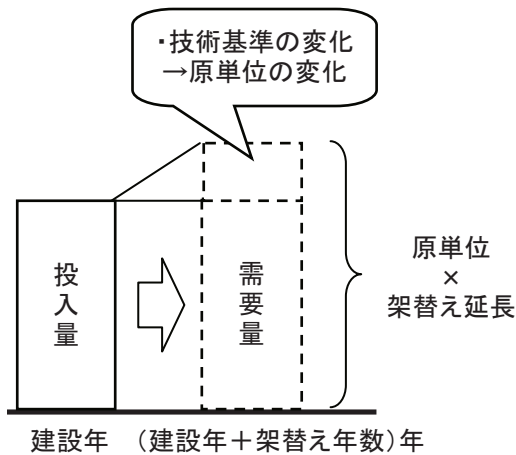 ・技術基準の変化
→原単位の変化
投入量
需要量
原単位
×
架替え延長
建設年 （建設年＋架替え年数）年